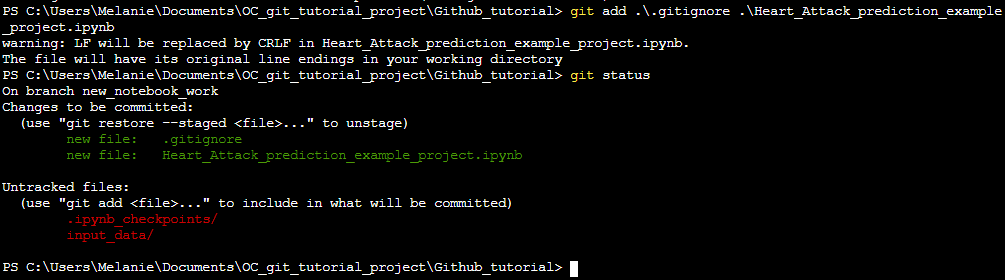 PS C:\Users\Melanie\Documents\OC_git_tutorial_project\Github_tutorial> git add .\.gitignore .\Heart_Attack_prediction_example
_project.ipynb
warning: LF will be replaced by CRLF in Heart_Attack_prediction_example_project.ipynb.
The file will have its original line endings in your working directory
PS C:\Users\Melanie\Documents\OC_git_tutorial_project\Github_tutorial> git status
On branch new_notebook_work
Changes to be committed:
  (use "git restore --staged <file>..." to unstage)
        new file:   .gitignore
        new file:   Heart_Attack_prediction_example_project.ipynb

Untracked files:
  (use "git add <file>..." to include in what will be committed)
        .ipynb_checkpoints/
        input_data/

PS C:\Users\Melanie\Documents\OC_git_tutorial_project\Github_tutorial>